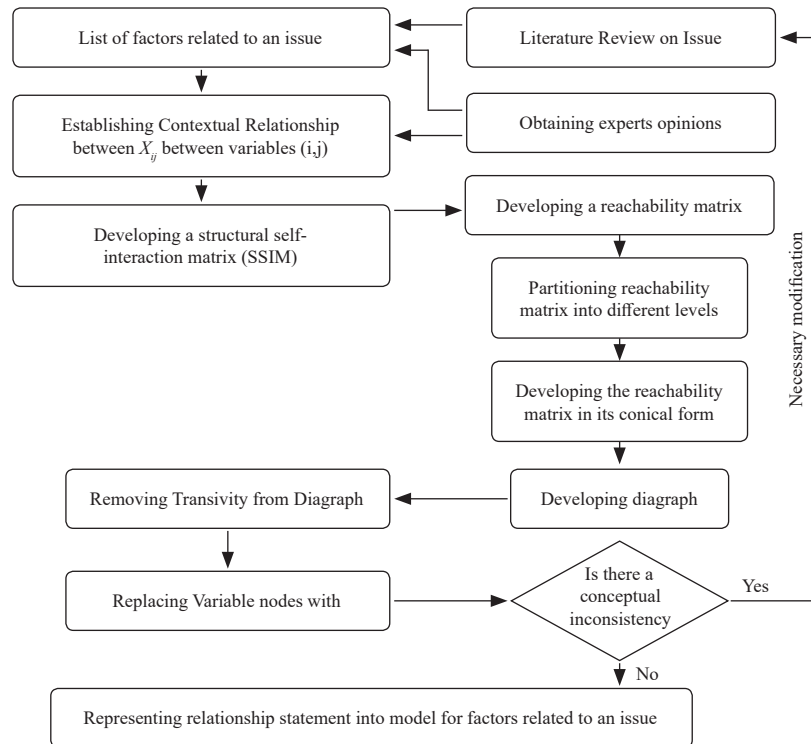 List of factors related to an issue
Literature Review on Issue
Establishing Contextual Relationship
between X_ij between variables (i,j)
Obtaining experts opinions
Developing a structural self-
interaction matrix (SSIM)
Developing a reachability matrix
Partitioning reachability
matrix into different levels
Developing the reachability
matrix in its conical form
Necessary modification
Removing Transivity from Diagraph
Developing diagraph
Replacing Variable nodes with
Is there a
conceptual
inconsistency
Yes
No
Representing relationship statement into model for factors related to an issue